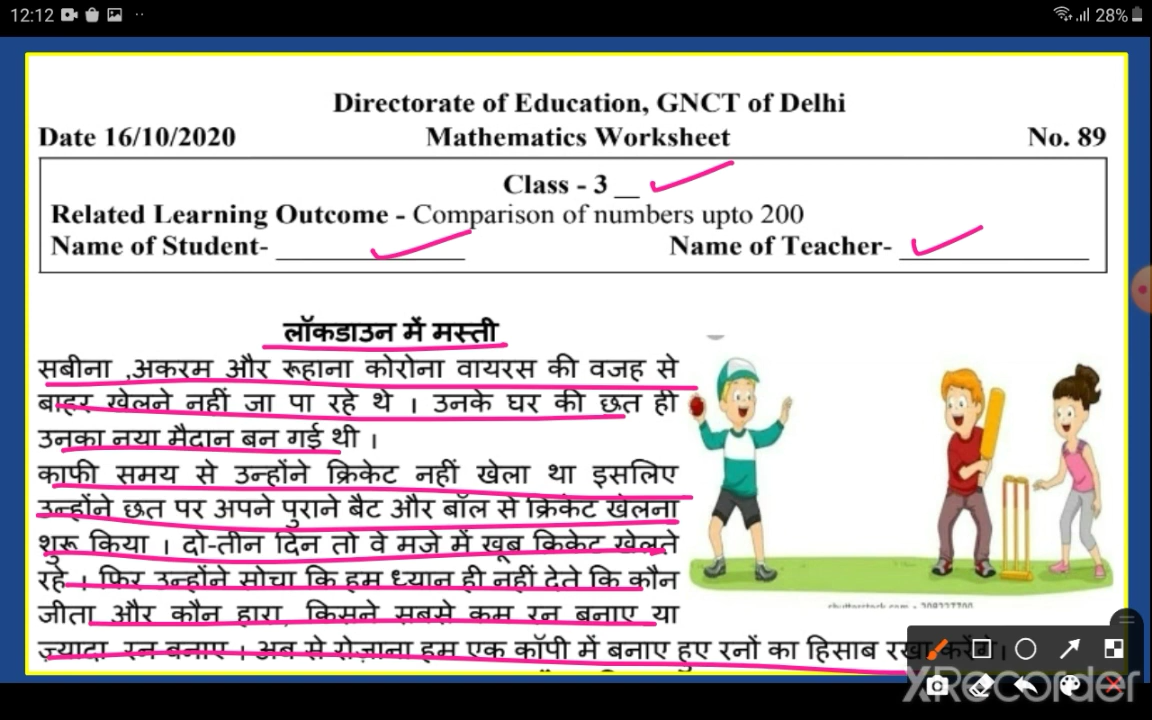 12:12
28%
Directorate of Education, GNCT of Delhi
Date 16/10/2020 Mathematics Worksheet No. 89
Class - 3 __
Related Learning Outcome - Comparison of numbers upto 200
Name of Student- ______________ Name of Teacher- ______________
लॉकडाउन में मस्ती
सबीना ,अकरम और रूहाना कोरोना वायरस की वजह से
बाहर खेलने नहीं जा पा रहे थे । उनके घर की छत ही
उनका नया मैदान बन गई थी ।
काफी समय से उन्होंने क्रिकेट नहीं खेला था इसलिए
उन्होंने छत पर अपने पुराने बैट और बॉल से क्रिकेट खेलना
शुरू किया । दो-तीन दिन तो वे मजे में खूब क्रिकेट खेलते
रहे । फिर उन्होंने सोचा कि हम ध्यान ही नहीं देते कि कौन
जीता और कौन हारा, किसने सबसे कम रन बनाए या
ज़्यादा रन बनाए । अब से रोज़ाना हम एक कॉपी में बनाए हुए रनों का हिसाब रखा करेंगे।
XRecorder